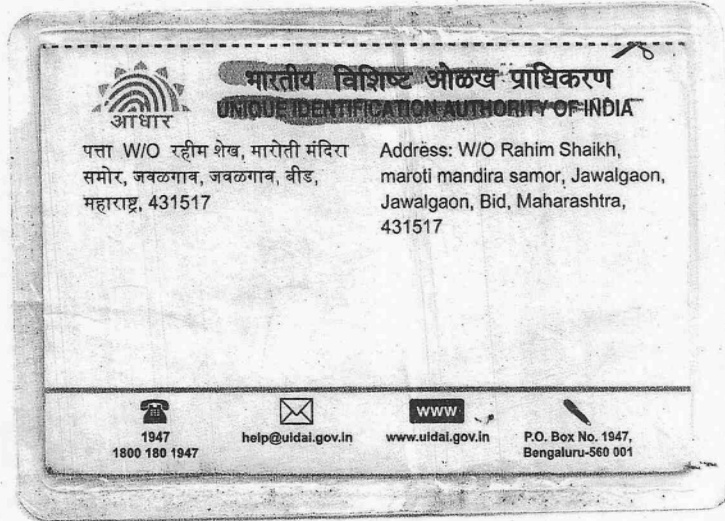 भारतीय विशिष्ट ओळख प्राधिकरण
UNIQUE IDENTIFICATION AUTHORITY OF INDIA
आधार
पत्ता W/O रहीम शेख, मारोती मंदिरा
समोर, जवळगाव, जवळगाव, बीड,
महाराष्ट्र, 431517
Address: W/O Rahim Shaikh,
maroti mandira samor, Jawalgaon,
Jawalgaon, Bid, Maharashtra,
431517
1947
1800 180 1947
help@uidai.gov.in
www
www.uidai.gov.in
P.O. Box No. 1947,
Bengaluru-560 001